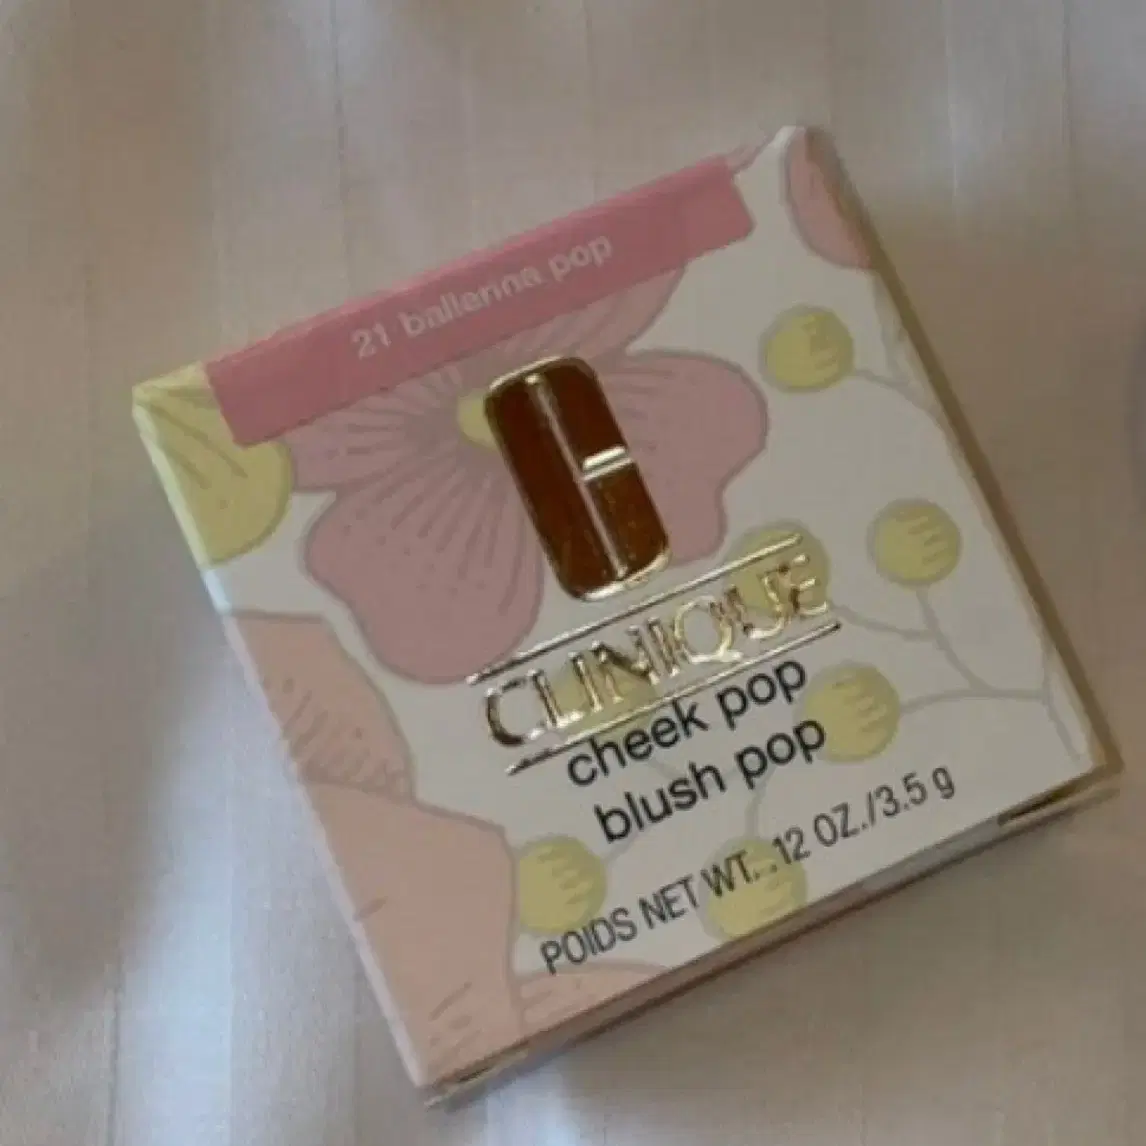 21 ballerina pop
CLINIQUE
cheek pop
blush pop
POIDS NET WT. .12 OZ./3.5 g